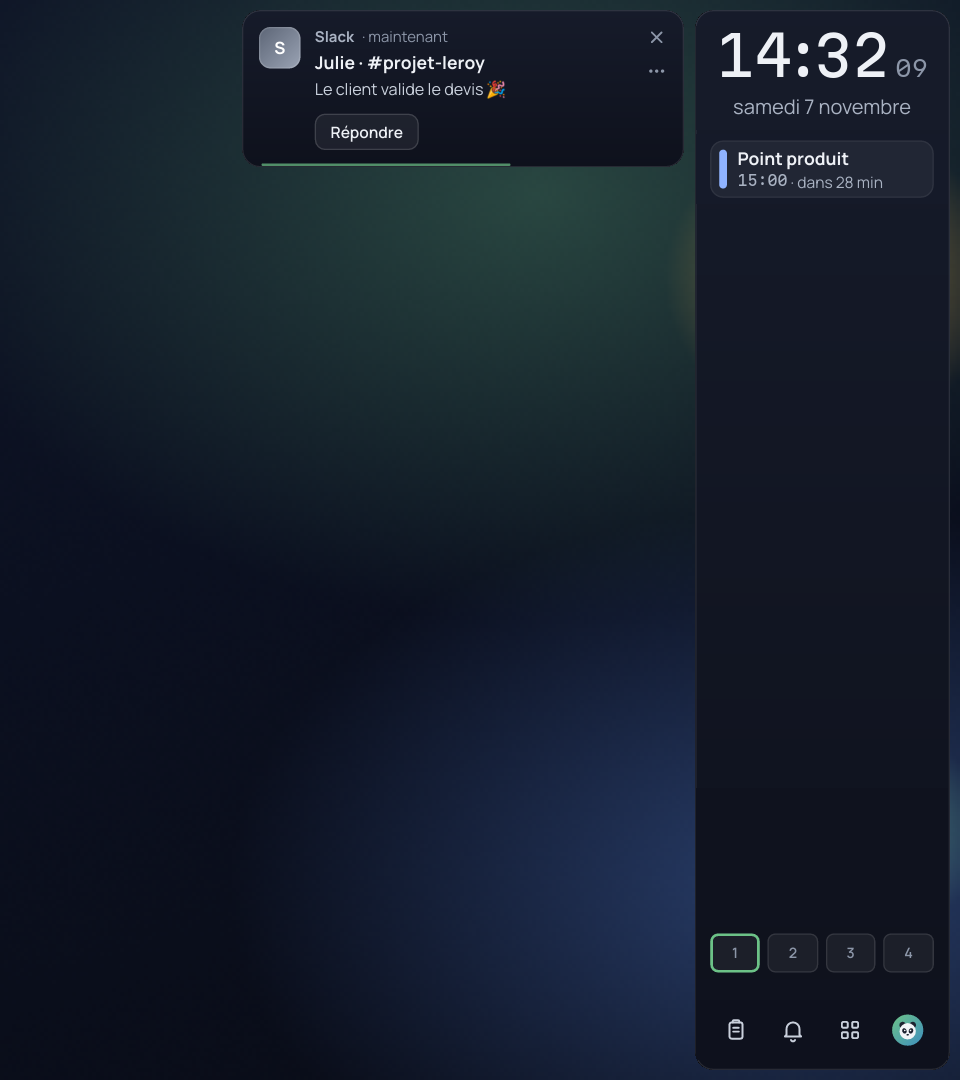 S
Slack · maintenant
Julie · #projet-leroy
Le client valide le devis 🎉
Répondre
14:32 09
samedi 7 novembre
Point produit
15:00 · dans 28 min
1 2 3 4